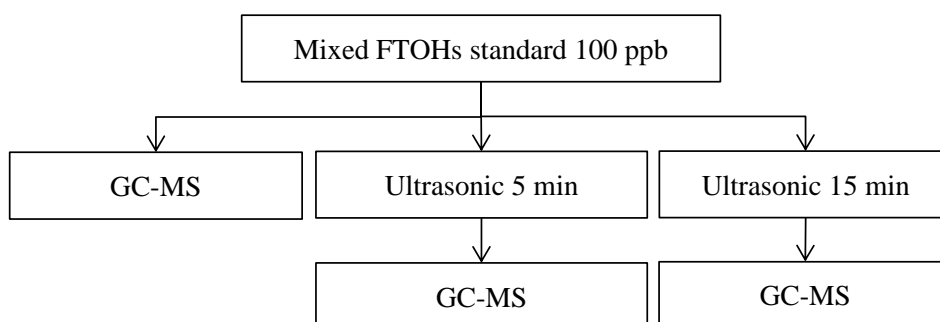 Mixed FTOHs standard 100 ppb
GC-MS
Ultrasonic 5 min
Ultrasonic 15 min
GC-MS
GC-MS